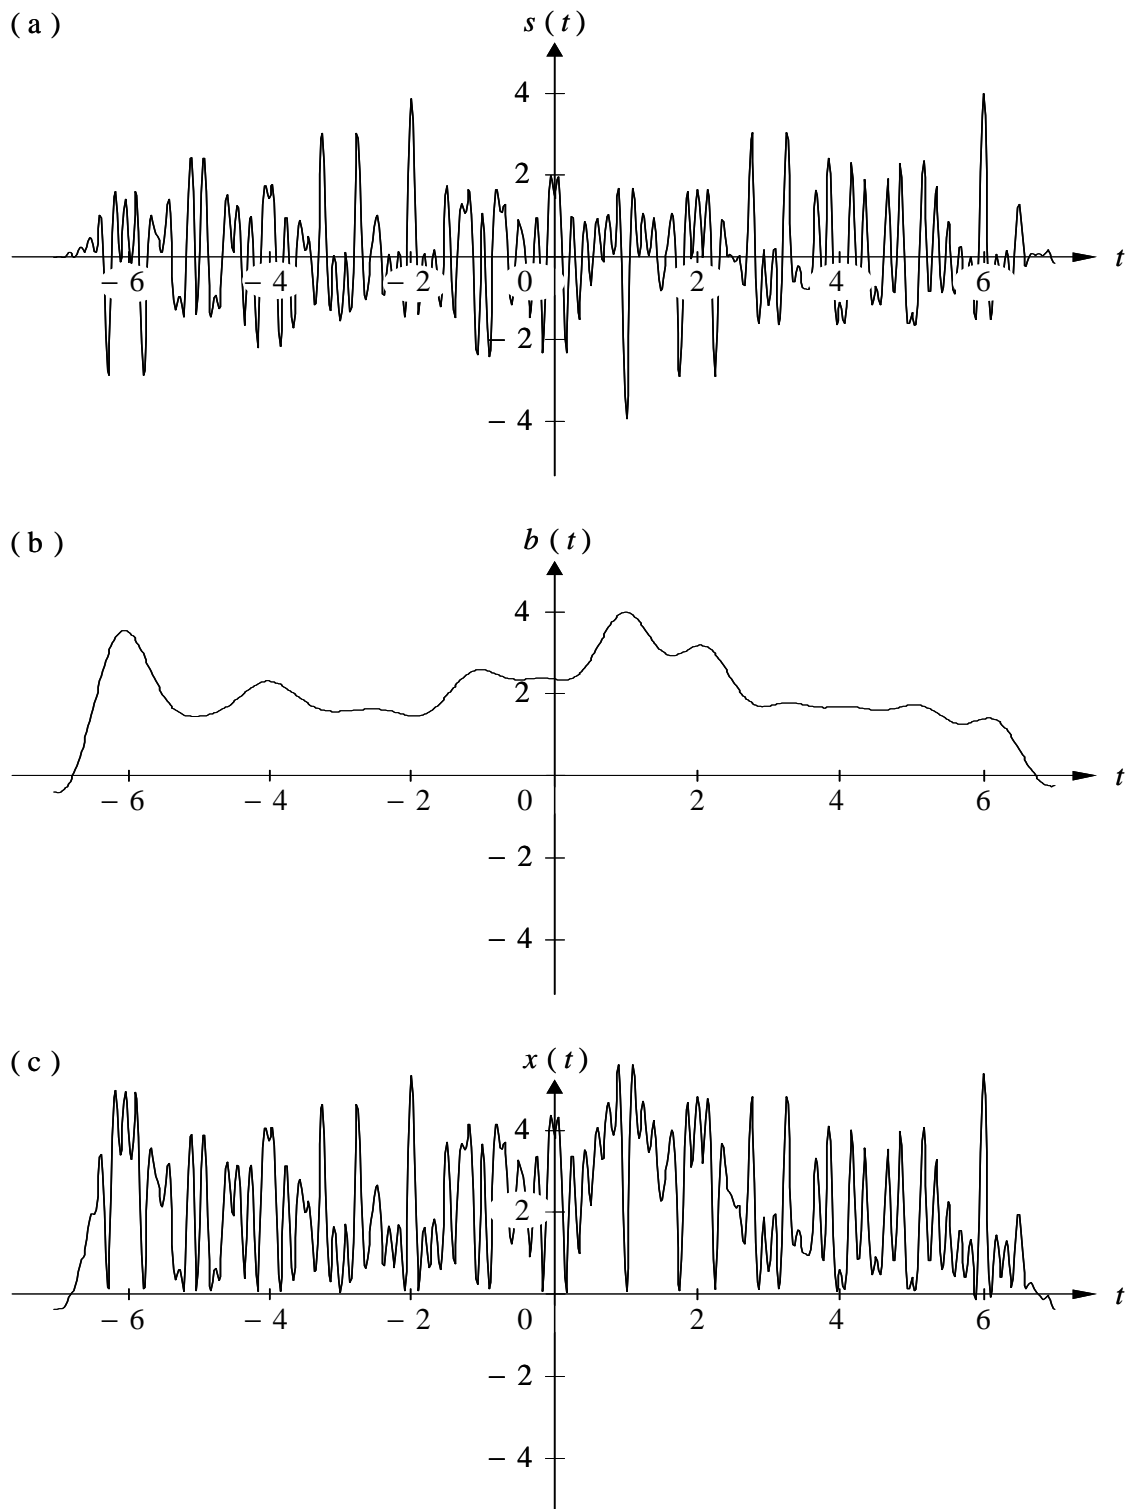 ( a ) s ( t )
4
2
– 6 – 4 – 2 0 2 4 6 t
– 2
– 4
( b ) b ( t )
4
2
– 6 – 4 – 2 0 2 4 6 t
– 2
– 4
( c ) x ( t )
4
2
– 6 – 4 – 2 0 2 4 6 t
– 2
– 4